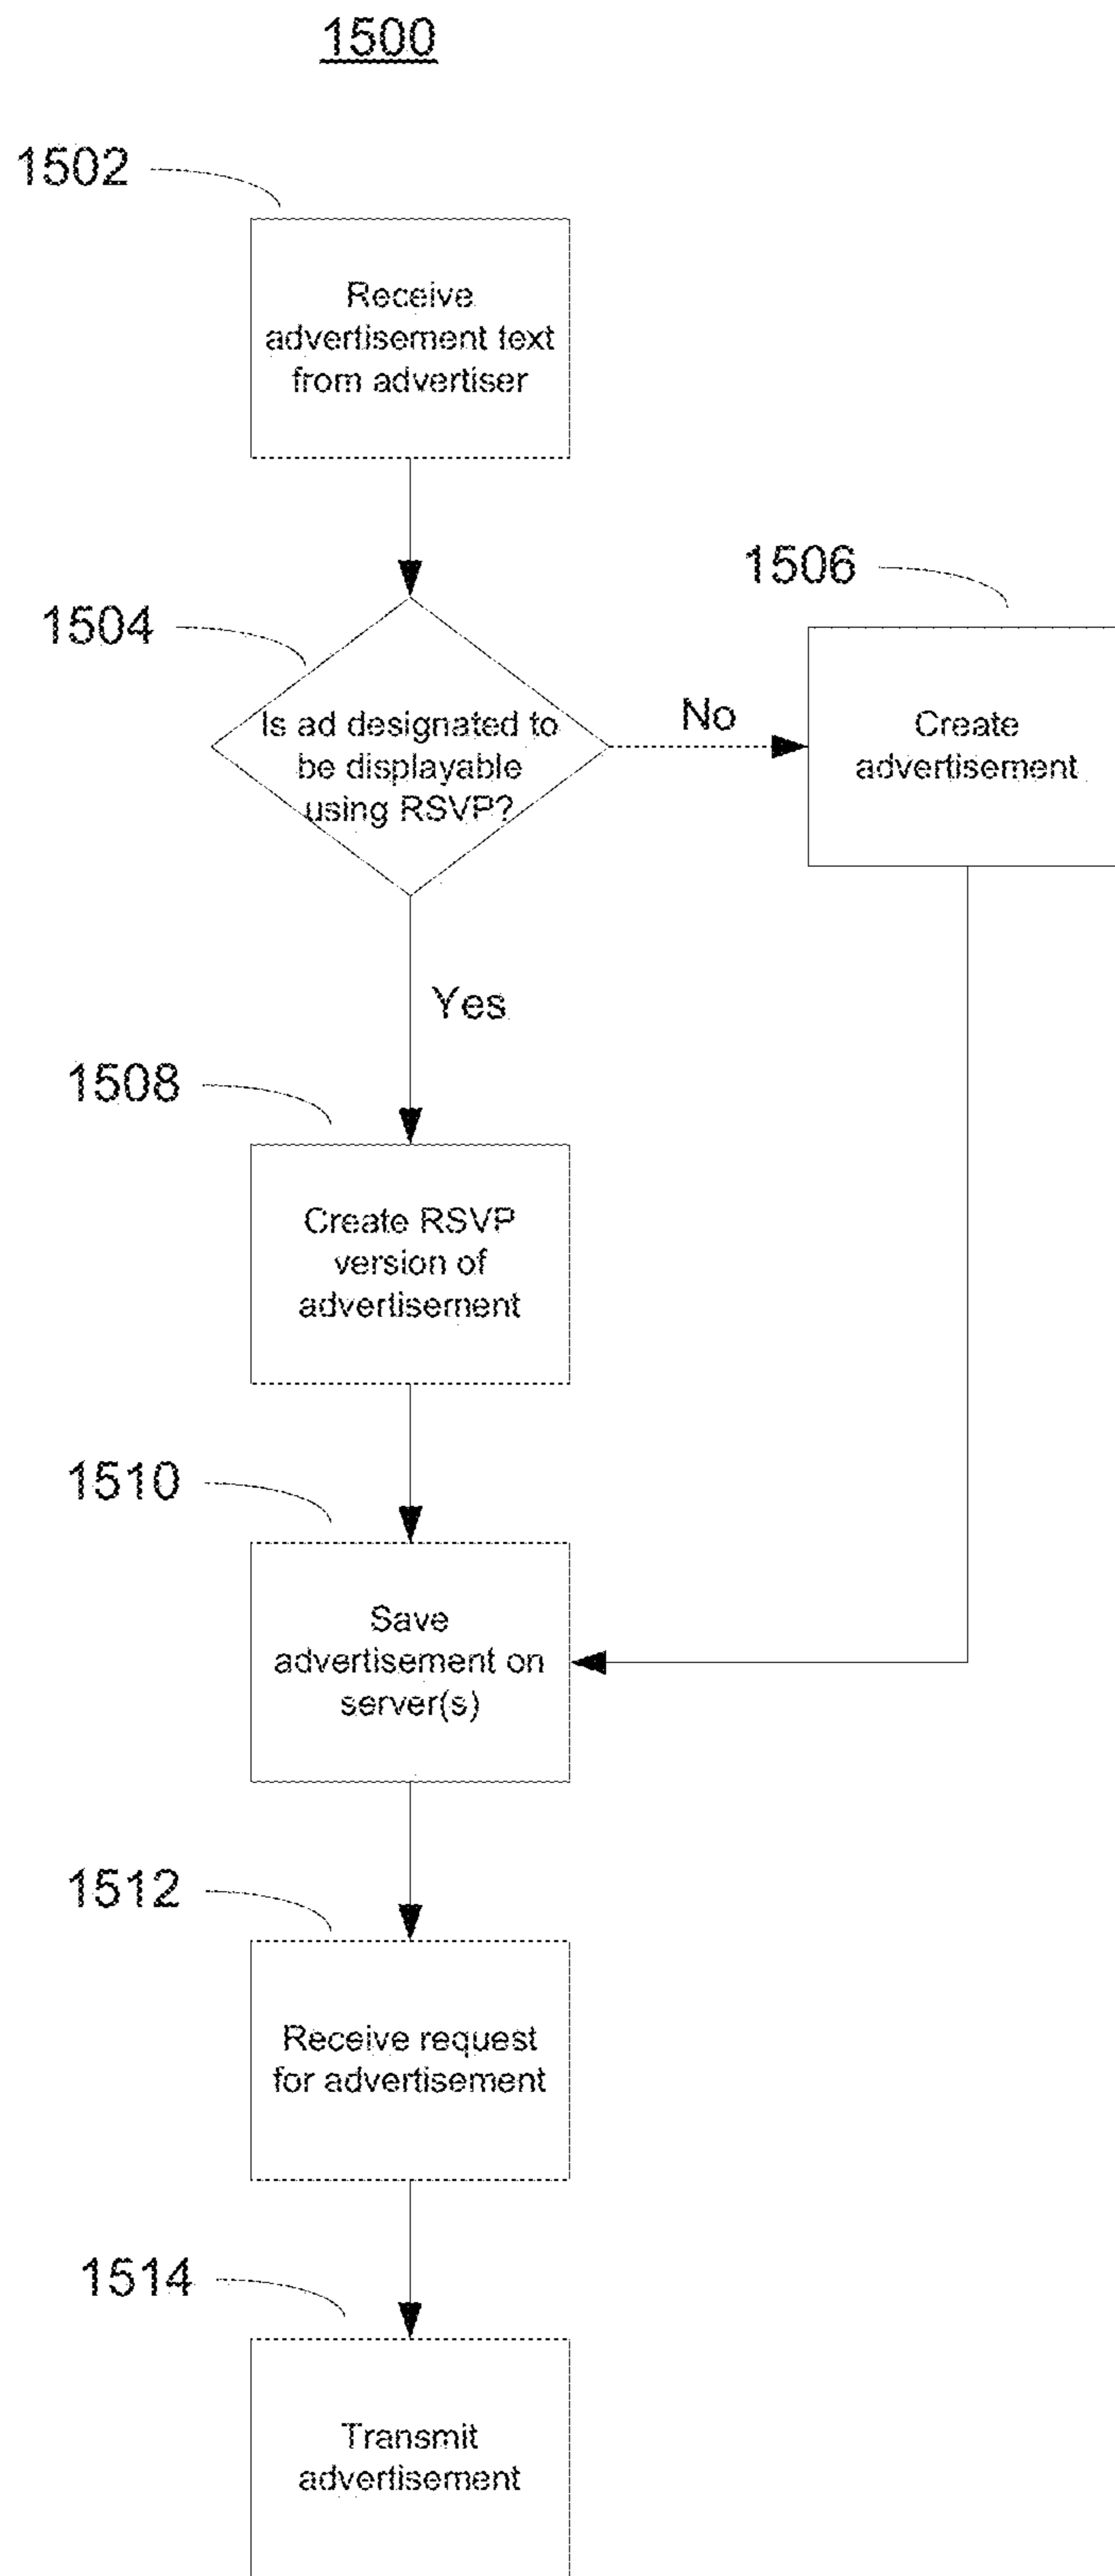 1500
1502
Receive
advertisement text
from advertiser
1504
Is ad designated to
be displayable
using RSVP?
No
1506
Create
advertisement
Yes
1508
Create RSVP
version of
advertisement
1510
Save
advertisement on
server(s)
1512
Receive request
for advertisement
1514
Transmit
advertisement